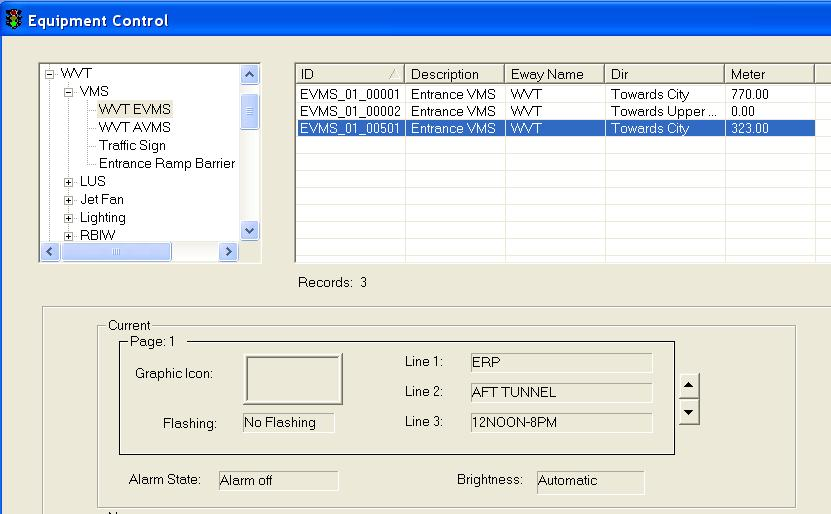 Equipment Control
WVT
VMS
WVT EVMS
WVT AVMS
Traffic Sign
Entrance Ramp Barrier
LUS
Jet Fan
Lighting
RBIW
ID Description Eway Name Dir Meter
EVMS_01_00001 Entrance VMS WVT Towards City 770.00
EVMS_01_00002 Entrance VMS WVT Towards Upper ... 0.00
EVMS_01_00501 Entrance VMS WVT Towards City 323.00
Records: 3
Current
Page: 1
Graphic Icon:
Flashing: No Flashing
Line 1: ERP
Line 2: AFT TUNNEL
Line 3: 12NOON-8PM
Alarm State: Alarm off
Brightness: Automatic